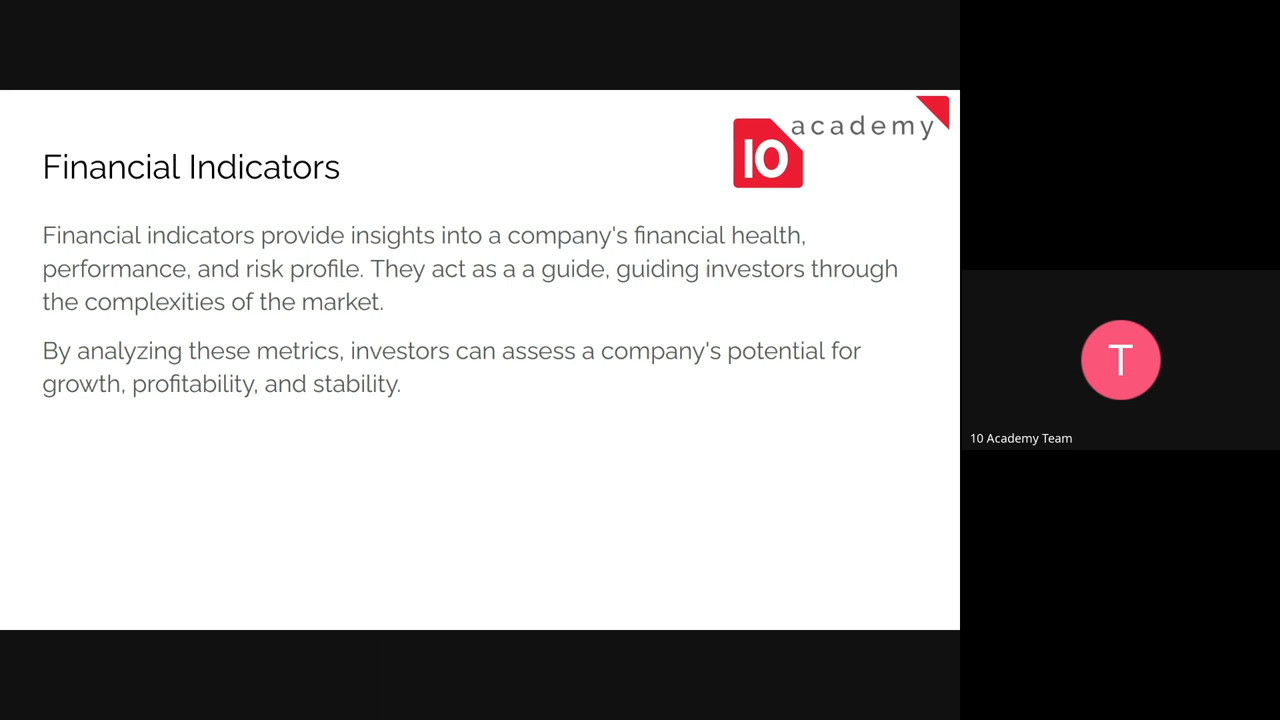 academy
10
Financial Indicators
Financial indicators provide insights into a company's financial health,
performance, and risk profile. They act as a a guide, guiding investors through
the complexities of the market.
By analyzing these metrics, investors can assess a company's potential for
growth, profitability, and stability.
T
10 Academy Team